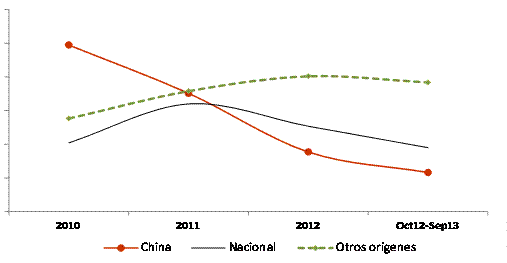 2010 2011 2012 Oct12-Sep13
China Nacional Otros orígenes